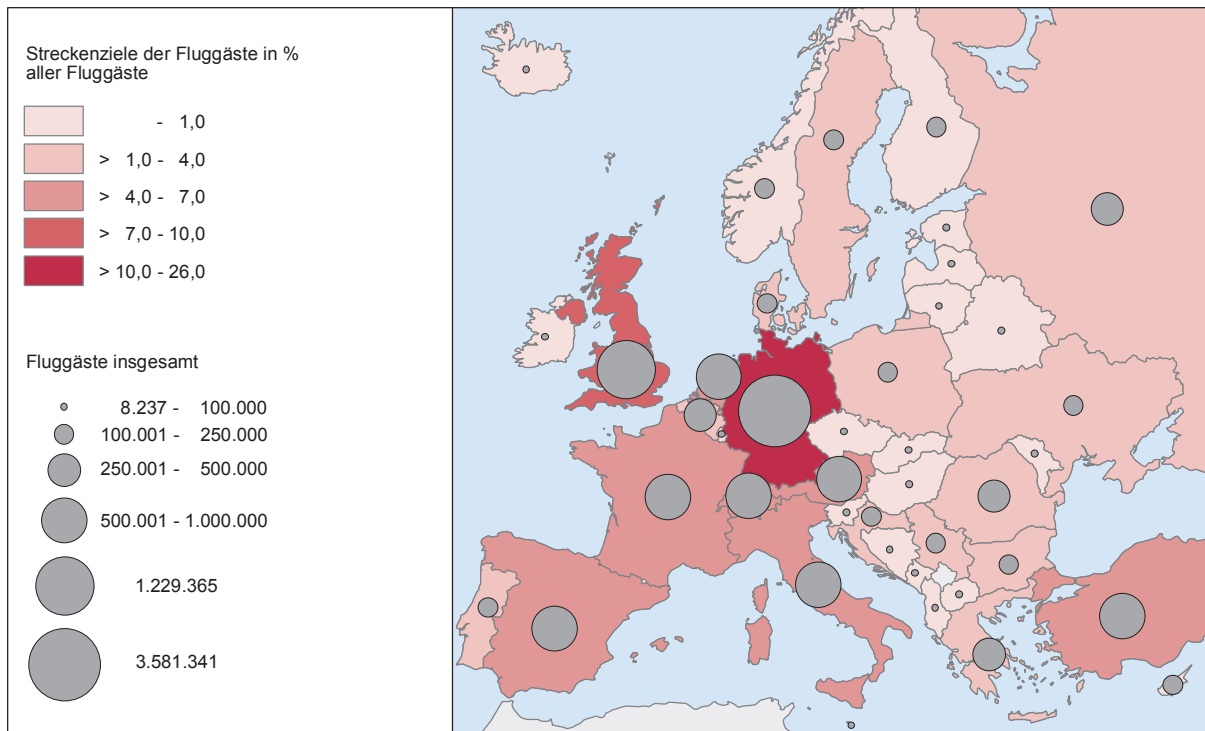 Streckenziele der Fluggäste in %
aller Fluggäste
- 1,0
> 1,0 - 4,0
> 4,0 - 7,0
> 7,0 - 10,0
> 10,0 - 26,0
Fluggäste insgesamt
8.237 - 100.000
100.001 - 250.000
250.001 - 500.000
500.001 - 1.000.000
1.229.365
3.581.341